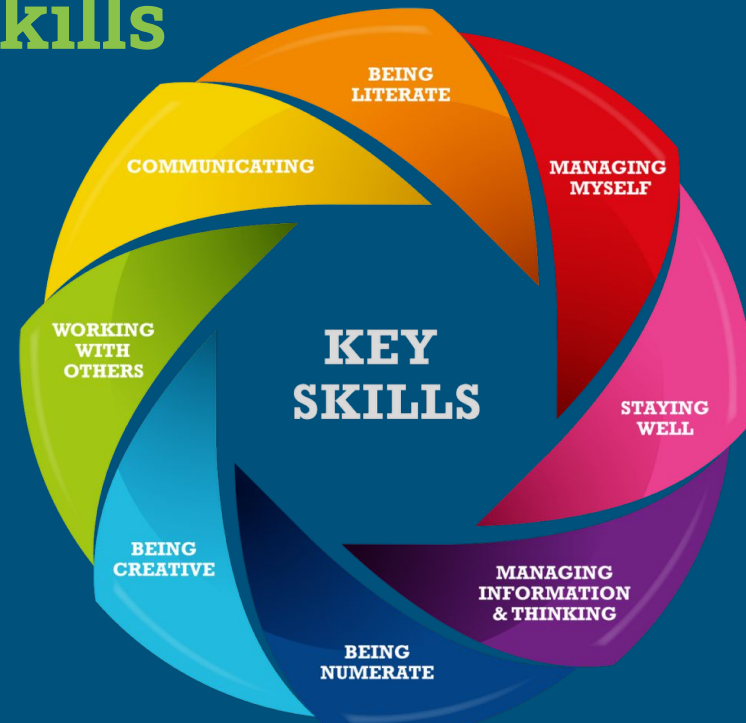 kills
BEING
LITERATE
MANAGING
MYSELF
STAYING
WELL
MANAGING
INFORMATION
& THINKING
BEING
NUMERATE
BEING
CREATIVE
WORKING
WITH
OTHERS
COMMUNICATING
KEY
SKILLS